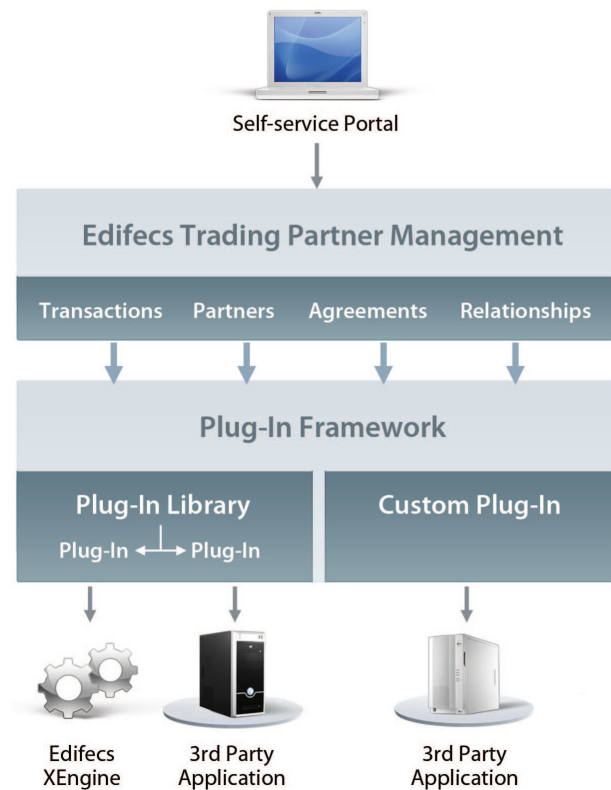 Self-service Portal
Edifecs Trading Partner Management
Transactions Partners Agreements Relationships
Plug-In Framework
Plug-In Library
Custom Plug-In
Plug-In Plug-In
Edifecs
XEngine
3rd Party
Application
3rd Party
Application